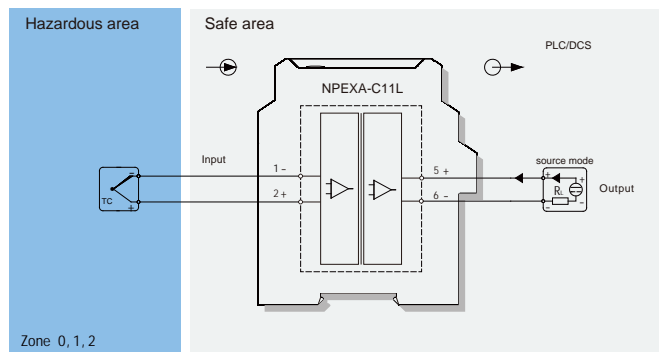 Hazardous area
Safe area
PLC/DCS
NPEXA-C11L
Input
1 -
2 +
5 +
6 -
source mode
TC
-
+
+
-
+
-
RL
Output
Zone 0, 1, 2